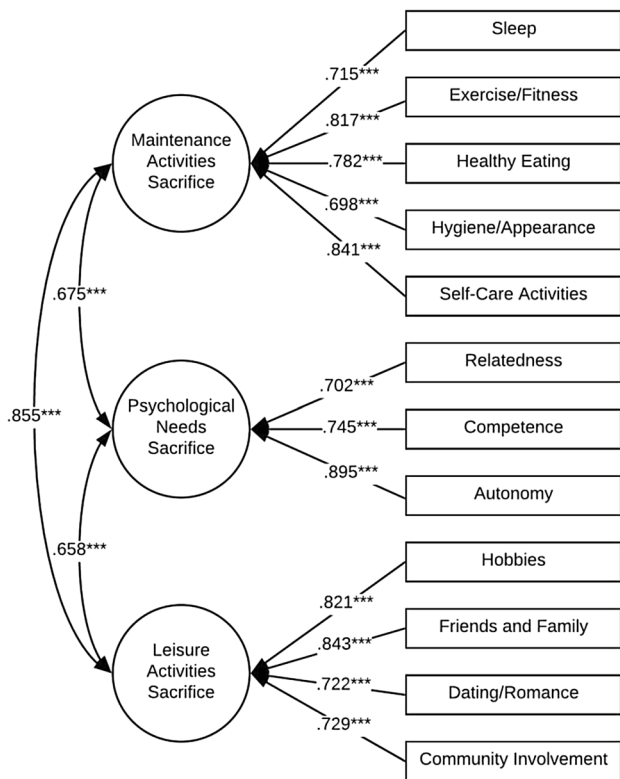 Sleep
.715***
Exercise/Fitness
.817***
Maintenance
Activities
Sacrifice
.782***
Healthy Eating
.698***
Hygiene/Appearance
.841***
Self-Care Activities
.675***
Relatedness
.702***
Psychological
Needs
Sacrifice
.745***
Competence
.855***
.895***
Autonomy
.658***
Hobbies
.821***
Friends and Family
.843***
Leisure
Activities
Sacrifice
.722***
Dating/Romance
.729***
Community Involvement